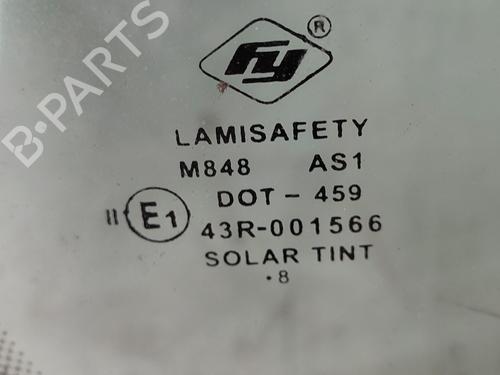 B-PARTS
FY ®
LAMISAFETY
M848 AS1
DOT - 459
II E1 43R-001566
SOLAR TINT
.8